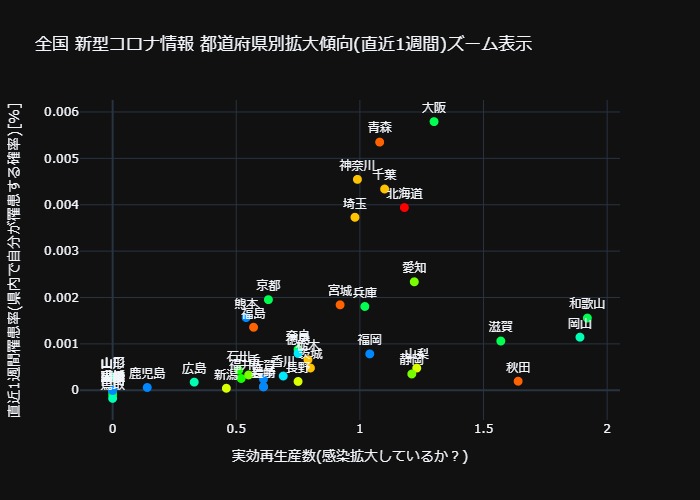 全国 新型コロナ情報 都道府県別拡大傾向(直近1週間)ズーム表示
直近1週間罹患率(県内で自分が罹患する確率)[%]
0.006
0.005
0.004
0.003
0.002
0.001
0
大阪
青森
神奈川
千葉
北海道
埼玉
愛知
京都
宮城
兵庫
熊本
福島
和歌山
岡山
滋賀
福岡
山梨
静岡
秋田
香川
長野
石川
新潟
広島
鹿児島
山形
0
0.5
1
1.5
2
実効再生産数(感染拡大しているか？)